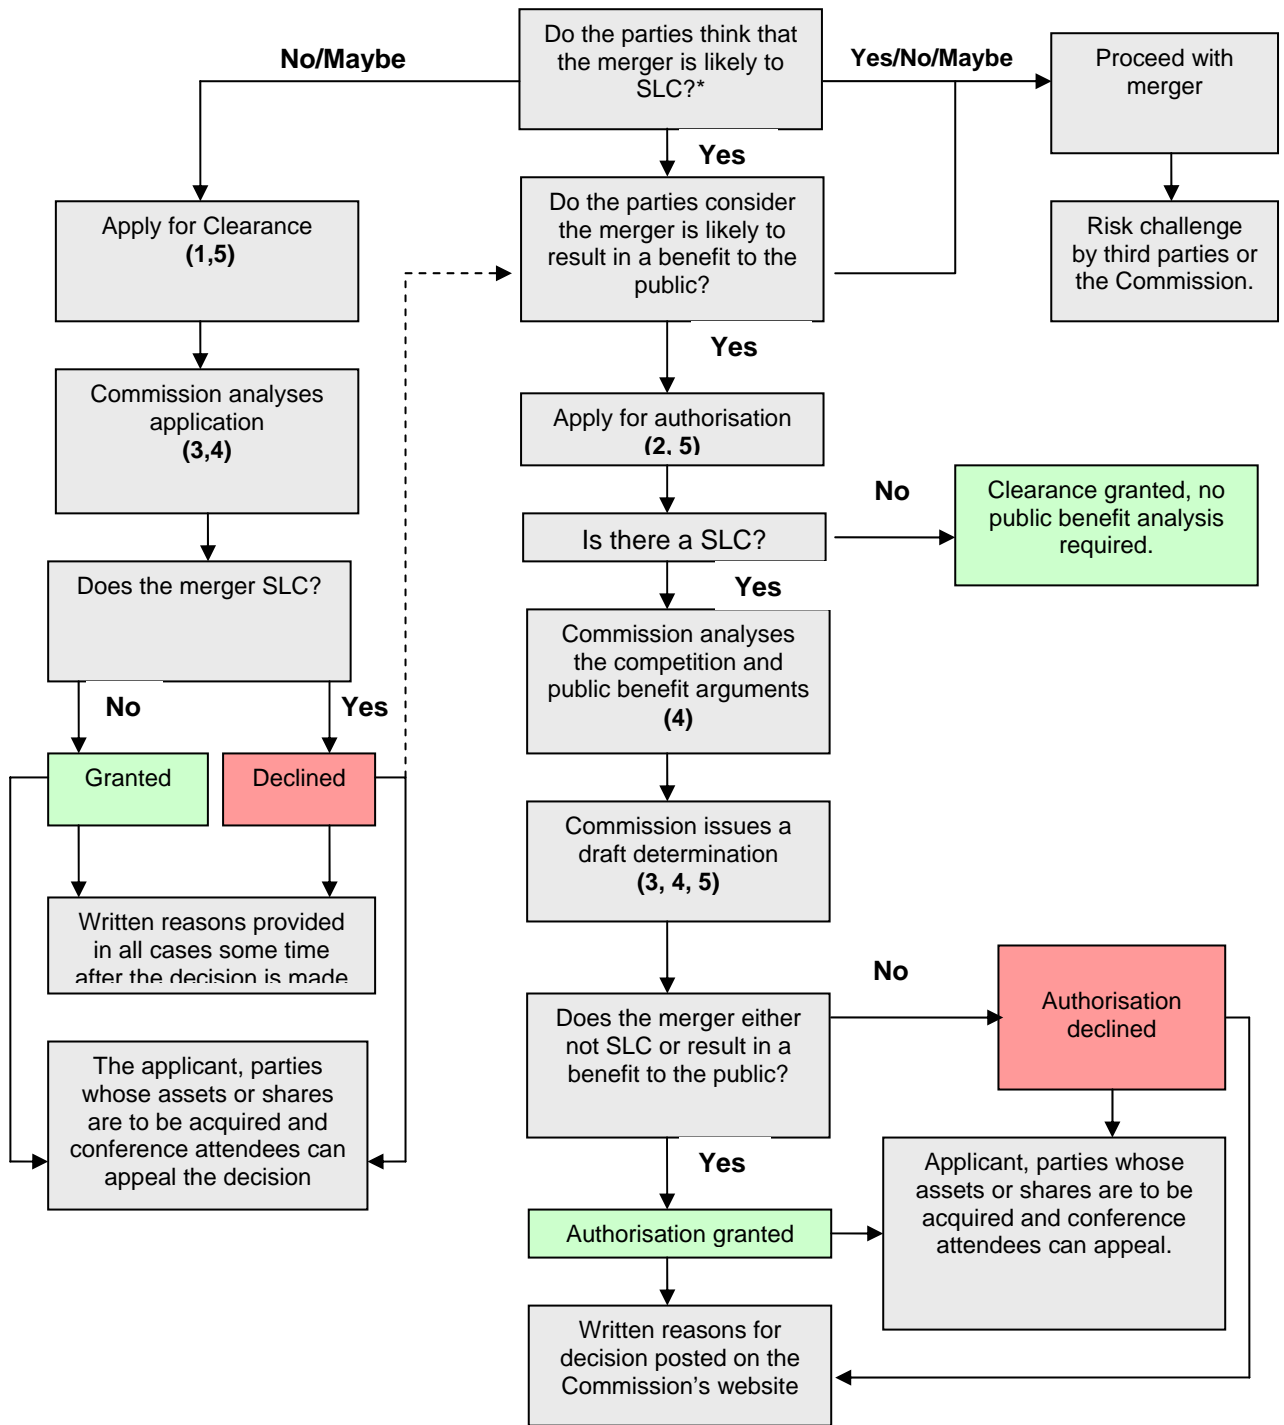 Do the parties think that
the merger is likely to
SLC?*
No/Maybe
Yes/No/Maybe
Proceed with
merger
Yes
Do the parties consider
the merger is likely to
result in a benefit to the
public?
Risk challenge
by third parties or
the Commission.
Apply for Clearance
(1,5)
Yes
Commission analyses
application
(3,4)
Apply for authorisation
(2, 5)
No
Clearance granted, no
public benefit analysis
required.
Is there a SLC?
Does the merger SLC?
Yes
Commission analyses
the competition and
public benefit arguments
(4)
No
Yes
Granted
Declined
Commission issues a
draft determination
(3, 4, 5)
Written reasons provided
in all cases some time
after the decision is made
No
Does the merger either
not SLC or result in a
benefit to the public?
Authorisation
declined
The applicant, parties
whose assets or shares
are to be acquired and
conference attendees can
appeal the decision
Yes
Applicant, parties whose
assets or shares are to be
acquired and conference
attendees can appeal.
Authorisation granted
Written reasons for
decision posted on the
Commission's website